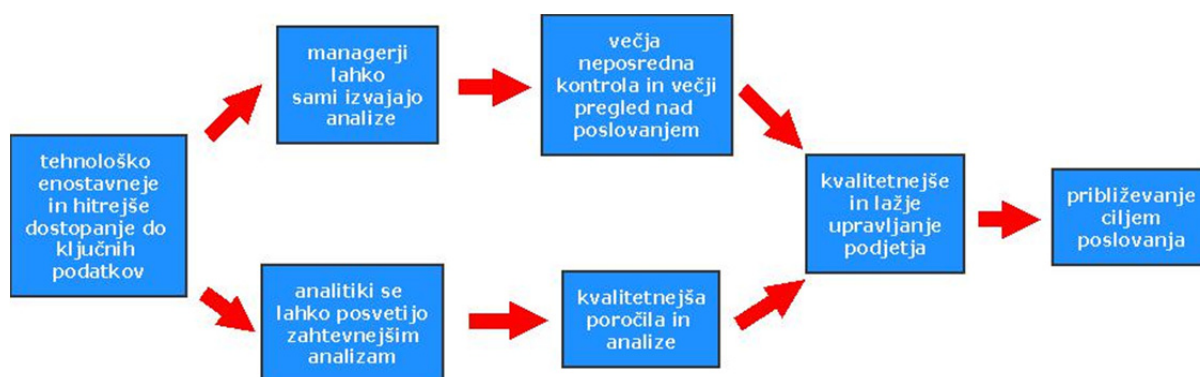 tehnološko
enostavneje
in hitrejše
dostopanje do
ključnih
podatkov
managerji
lahko
sami izvajajo
analize
večja
neposredna
kontrola in večji
pregled nad
poslovanjem
analitiki se
lahko posvetijo
zahtevnejšim
analizam
kvalitetnejša
poročila in
analize
kvalitetnejše
in lažje
upravljanje
podjetja
približevanje
ciljem
poslovanja